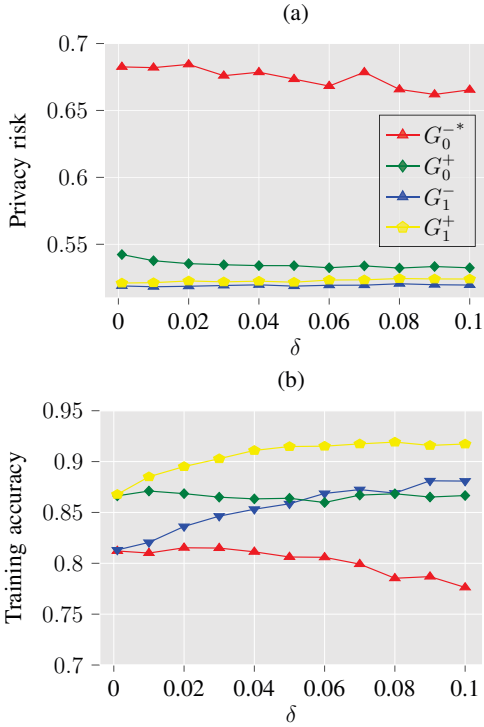 (a)
0.7
0.65
0.6
0.55
Privacy risk
G₀⁻*
G₀⁺
G₁⁻
G₁⁺
0 0.02 0.04 0.06 0.08 0.1
δ
(b)
0.95
0.9
0.85
0.8
0.75
0.7
Training accuracy
0 0.02 0.04 0.06 0.08 0.1
δ